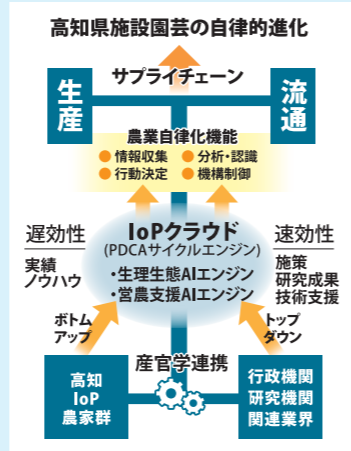 高知県施設園芸の自律的進化
サプライチェーン
生産
流通
農業自律化機能
●情報収集 ●分析・認識
●行動決定 ●機構制御
IoPクラウド
(PDCAサイクルエンジン)
・生理生態AIエンジン
・営農支援AIエンジン
遅効性
実績
ノウハウ
速効性
施策
研究成果
技術支援
ボトム
アップ
トップ
ダウン
産官学連携
高知
IoP
農家群
行政機関
研究機関
関連業界